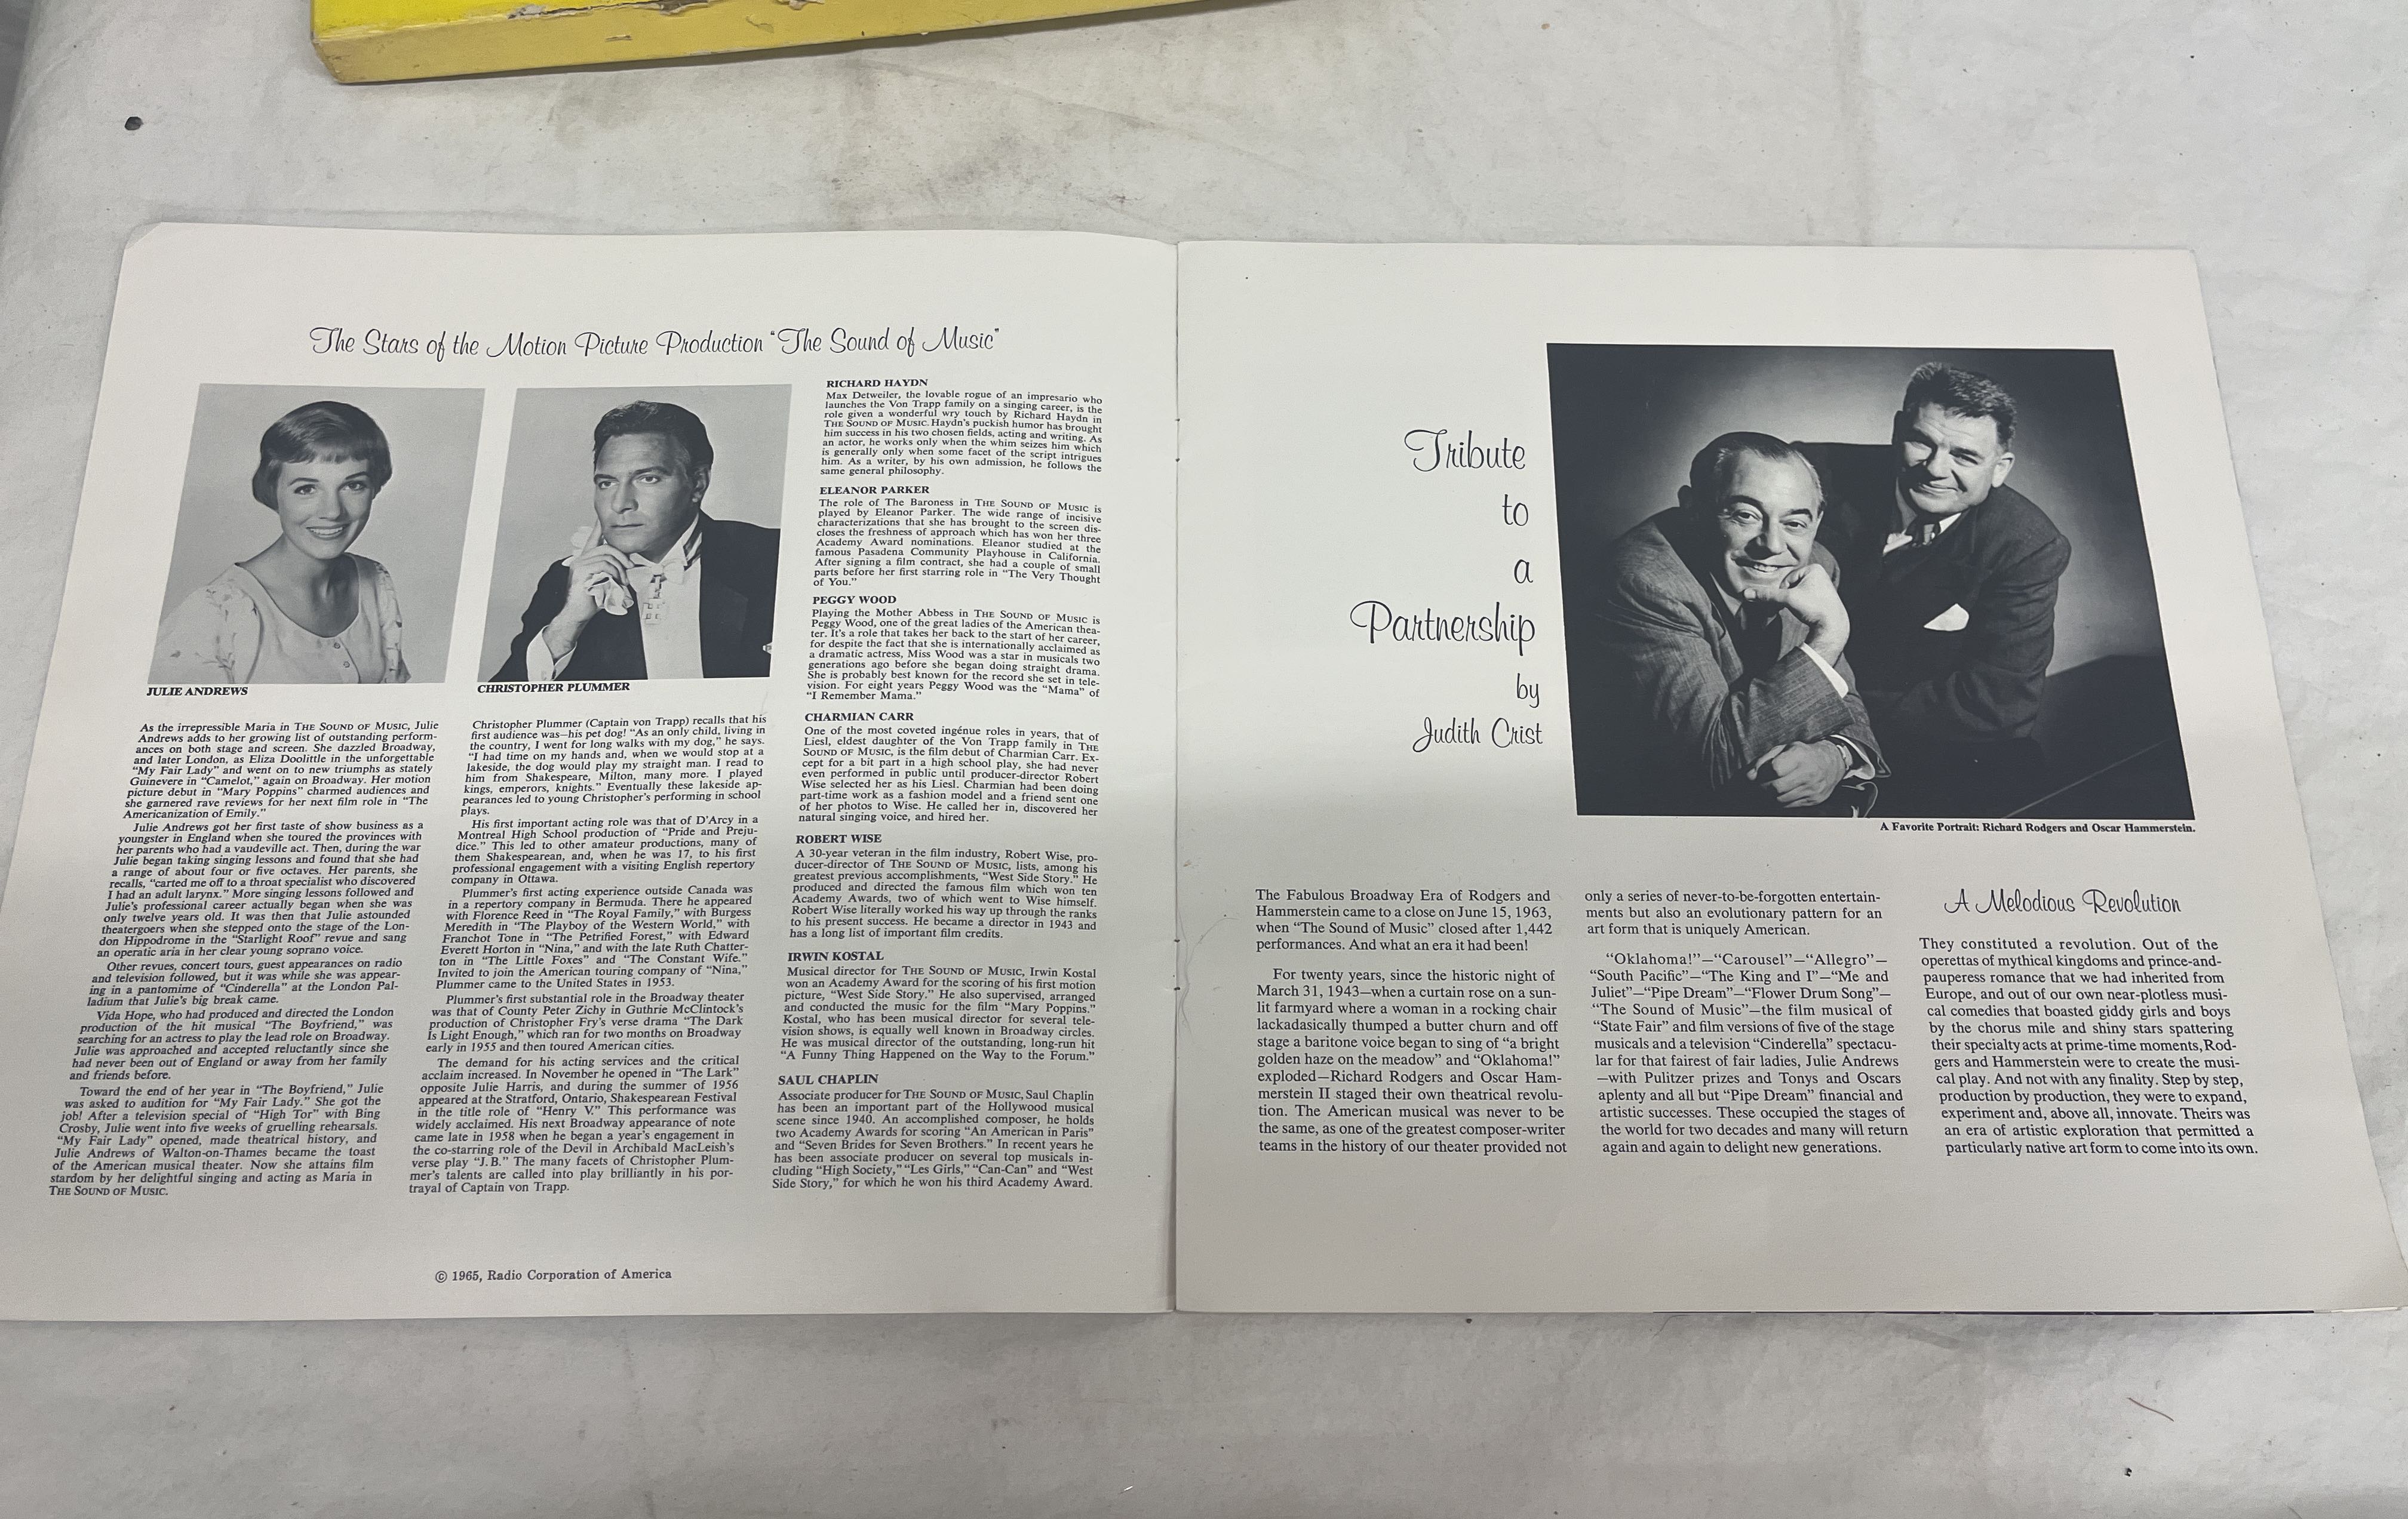 The Stars of the Motion Picture Production "The Sound of Music"
JULIE ANDREWS
As the irrepressible Maria in THE SOUND OF MUSIC, Julie
Andrews adds to her growing list of outstanding perform-
ances on both stage and screen. She dazzled Broadway,
and later London, as Eliza Doolittle in the unforgettable
"My Fair Lady" and went on to new triumphs as stately
Guinevere in "Camelot," again on Broadway. Her motion
picture debut in "Mary Poppins" charmed audiences and
she garnered rave reviews for her next film role in "The
Americanization of Emily."
Julie Andrews got her first taste of show business as a
youngster in England when she toured the provinces with
her parents who had a vaudeville act. Then, during the war
Julie began taking singing lessons and found that she had
a range of about four or five octaves. Her parents, she
recalls, "carted me off to a throat specialist who discovered
I had an adult larynx." More singing lessons followed and
Julie's professional career actually began when she was
only twelve years old. It was then that Julie astounded
theatergoers when she stepped onto the stage of the Lon-
don Hippodrome in the "Starlight Roof" revue and sang
an operatic aria in her clear young soprano voice.
Other revues, concert tours, guest appearances on radio
and television followed, but it was while she was appear-
ing in a pantomime of "Cinderella" at the London Pal-
ladium that Julie's big break came.
Vida Hope, who had produced and directed the London
production of the hit musical "The Boyfriend," was
searching for an actress to play the lead role on Broadway.
Julie was approached and accepted reluctantly since she
had never been out of England or away from her family
and friends before.
Toward the end of her year in "The Boyfriend," Julie
was asked to audition for "My Fair Lady." She got the
job! After a television special of "High Tor" with Bing
Crosby, Julie went into five weeks of gruelling rehearsals.
"My Fair Lady" opened, made theatrical history, and
Julie Andrews of Walton-on-Thames became the toast
of the American musical theater. Now she attains film
stardom by her delightful singing and acting as Maria in
THE SOUND OF MUSIC.
CHRISTOPHER PLUMMER
Christopher Plummer (Captain von Trapp) recalls that his
first audience was—his pet dog! "As an only child, living in
the country, I went for long walks with my dog," he says.
"I had time on my hands and, when we would stop at a
lakeside, the dog would play my straight man. I read to
him from Shakespeare, Milton, many more. I played
kings, emperors, knights." Eventually these lakeside ap-
pearances led to young Christopher's performing in school
plays.
His first important acting role was that of D'Arcy in a
Montreal High School production of "Pride and Preju-
dice." This led to other amateur productions, many of
them Shakespearean, and, when he was 17, to his first
professional engagement with a visiting English repertory
company in Ottawa.
Plummer's first acting experience outside Canada was
in a repertory company in Bermuda. There he appeared
with Florence Reed in "The Royal Family," with Burgess
Meredith in "The Playboy of the Western World," with
Franchot Tone in "The Petrified Forest," with Edward
Everett Horton in "Nina," and with the late Ruth Chatter-
ton in "The Little Foxes" and "The Constant Wife."
Invited to join the American touring company of "Nina,"
Plummer came to the United States in 1953.
Plummer's first substantial role in the Broadway theater
was that of County Peter Zichy in Guthrie McClintock's
production of Christopher Fry's verse drama "The Dark
Is Light Enough," which ran for two months on Broadway
early in 1955 and then toured American cities.
The demand for his acting services and the critical
acclaim increased. In November he opened in "The Lark"
opposite Julie Harris, and during the summer of 1956
appeared at the Stratford, Ontario, Shakespearean Festival
in the title role of "Henry V." This performance was
widely acclaimed. His next Broadway appearance of note
came late in 1958 when he began a year's engagement in
the co-starring role of the Devil in Archibald MacLeish's
verse play "J.B." The many facets of Christopher Plum-
mer's talents are called into play brilliantly in his por-
trayal of Captain von Trapp.
RICHARD HAYDN
Max Detweiler, the lovable rogue of an impresario who
launches the Von Trapp family on a singing career, is the
role given a wonderful wry touch by Richard Haydn in
THE SOUND OF MUSIC. Haydn's puckish humor has brought
him success in his two chosen fields, acting and writing. As
an actor, he works only when the whim seizes him which
is generally only when some facet of the script intrigues
him. As a writer, by his own admission, he follows the
same general philosophy.
ELEANOR PARKER
The role of The Baroness in THE SOUND OF MUSIC is
played by Eleanor Parker. The wide range of incisive
characterizations that she has brought to the screen dis-
closes the freshness of approach which has won her three
Academy Award nominations. Eleanor studied at the
famous Pasadena Community Playhouse in California.
After signing a film contract, she had a couple of small
parts before her first starring role in "The Very Thought
of You."
PEGGY WOOD
Playing the Mother Abbess in THE SOUND OF MUSIC is
Peggy Wood, one of the great ladies of the American thea-
ter. It's a role that takes her back to the start of her career,
for despite the fact that she is internationally acclaimed as
a dramatic actress, Miss Wood was a star in musicals two
generations ago before she began doing straight drama.
She is probably best known for the record she set in tele-
vision. For eight years Peggy Wood was the "Mama" of
"I Remember Mama."
CHARMIAN CARR
One of the most coveted ingénue roles in years, that of
Liesl, eldest daughter of the Von Trapp family in THE
SOUND OF MUSIC, is the film debut of Charmian Carr. Ex-
cept for a bit part in a high school play, she had never
even performed in public until producer-director Robert
Wise selected her as his Liesl. Charmian had been doing
part-time work as a fashion model and a friend sent one
of her photos to Wise. He called her in, discovered her
natural singing voice, and hired her.
ROBERT WISE
A 30-year veteran in the film industry, Robert Wise, pro-
ducer-director of THE SOUND OF MUSIC, lists, among his
greatest previous accomplishments, "West Side Story." He
produced and directed the famous film which won ten
Academy Awards, two of which went to Wise himself.
Robert Wise literally worked his way up through the ranks
to his present success. He became a director in 1943 and
has a long list of important film credits.
IRWIN KOSTAL
Musical director for THE SOUND OF MUSIC, Irwin Kostal
won an Academy Award for the scoring of his first motion
picture, "West Side Story." He also supervised, arranged
and conducted the music for the film "Mary Poppins."
Kostal, who has been musical director for several tele-
vision shows, is equally well known in Broadway circles.
He was musical director of the outstanding, long-run hit
"A Funny Thing Happened on the Way to the Forum."
SAUL CHAPLIN
Associate producer for THE SOUND OF MUSIC, Saul Chaplin
has been an important part of the Hollywood musical
scene since 1940. An accomplished composer, he holds
two Academy Awards for scoring "An American in Paris"
and "Seven Brides for Seven Brothers." In recent years he
has been associate producer on several top musicals in-
cluding "High Society," "Les Girls," "Can-Can" and "West
Side Story," for which he won his third Academy Award.
© 1965, Radio Corporation of America
Tribute
to
a
Partnership
by
Judith Crist
A Favorite Portrait: Richard Rodgers and Oscar Hammerstein.
The Fabulous Broadway Era of Rodgers and
Hammerstein came to a close on June 15, 1963,
when "The Sound of Music" closed after 1,442
performances. And what an era it had been!
For twenty years, since the historic night of
March 31, 1943—when a curtain rose on a sun-
lit farmyard where a woman in a rocking chair
lackadasically thumped a butter churn and off
stage a baritone voice began to sing of "a bright
golden haze on the meadow" and "Oklahoma!"
exploded—Richard Rodgers and Oscar Ham-
merstein II staged their own theatrical revolu-
tion. The American musical was never to be
the same, as one of the greatest composer-writer
teams in the history of our theater provided not
only a series of never-to-be-forgotten entertain-
ments but also an evolutionary pattern for an
art form that is uniquely American.
"Oklahoma!"—"Carousel"—"Allegro"—
"South Pacific"—"The King and I"—"Me and
Juliet"—"Pipe Dream"—"Flower Drum Song"—
"The Sound of Music"—the film musical of
"State Fair" and film versions of five of the stage
musicals and a television "Cinderella" spectacu-
lar for that fairest of fair ladies, Julie Andrews
—with Pulitzer prizes and Tonys and Oscars
aplenty and all but "Pipe Dream" financial and
artistic successes. These occupied the stages of
the world for two decades and many will return
again and again to delight new generations.
A Melodious Revolution
They constituted a revolution. Out of the
operettas of mythical kingdoms and prince-and-
pauperess romance that we had inherited from
Europe, and out of our own near-plotless musi-
cal comedies that boasted giddy girls and boys
by the chorus mile and shiny stars spattering
their specialty acts at prime-time moments, Rod-
gers and Hammerstein were to create the musi-
cal play. And not with any finality. Step by step,
production by production, they were to expand,
experiment and, above all, innovate. Theirs was
an era of artistic exploration that permitted a
particularly native art form to come into its own.